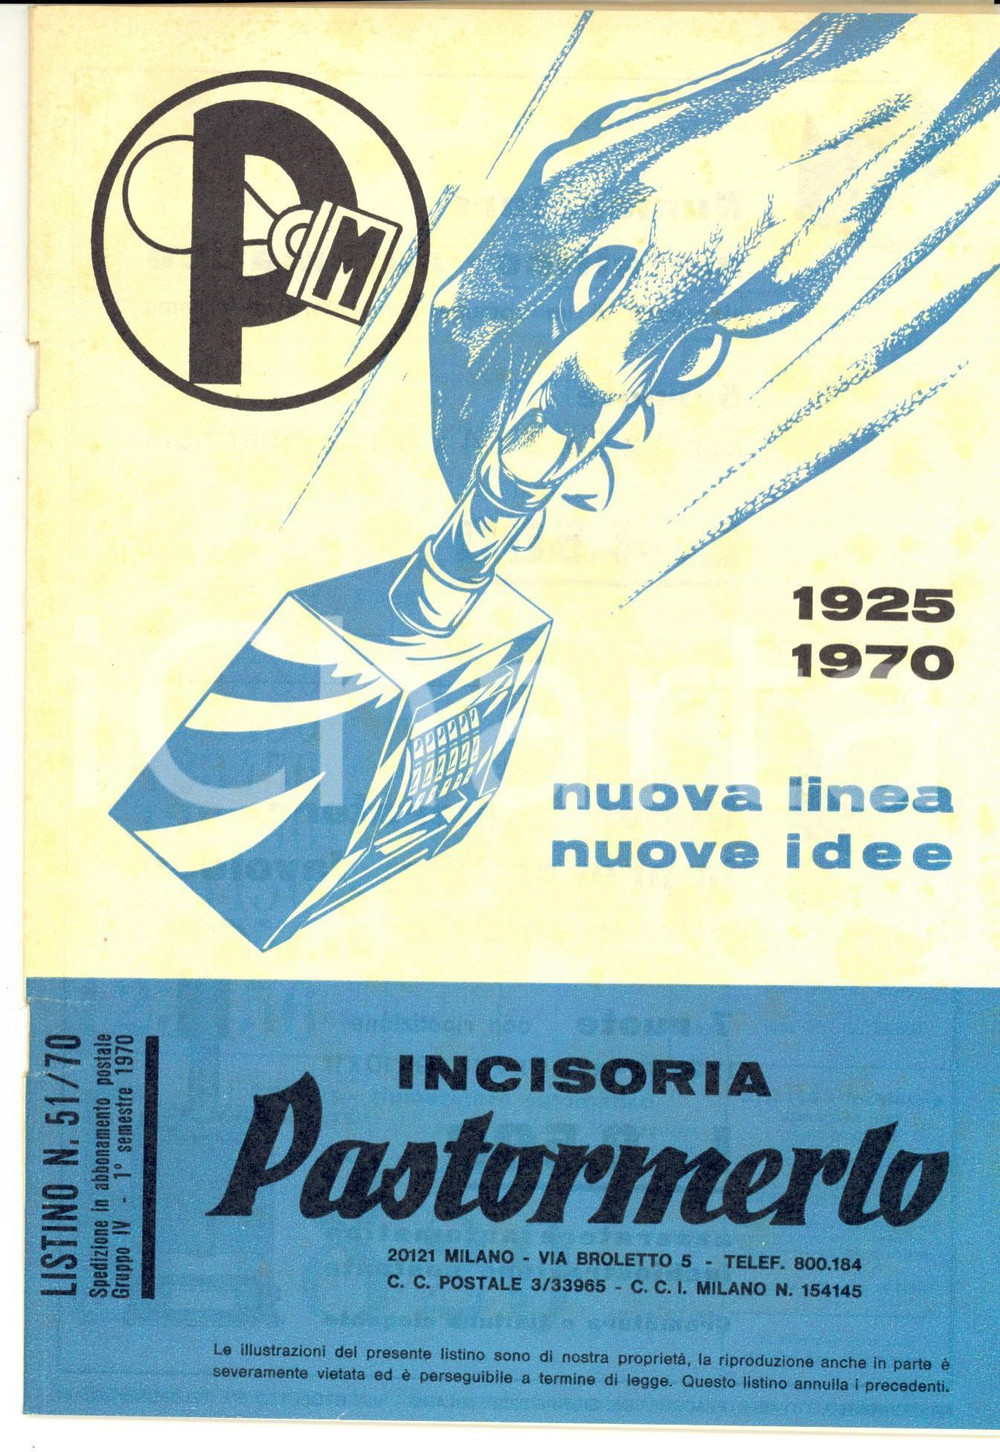 PM
1925
1970
nuova linea
nuove idee
LISTINO N. 51/70
Spedizione in abbonamento postale
Gruppo IV - 1° semestre 1970
INCISORIA
Pastormerlo
20121 MILANO - VIA BROLETTO 5 - TELEF. 800.184
C. C. POSTALE 3/33965 - C. C. I. MILANO N. 154145
Le illustrazioni del presente listino sono di nostra proprietà, la riproduzione anche in parte è
severamente vietata ed è perseguibile a termine di legge. Questo listino annulla i precedenti.